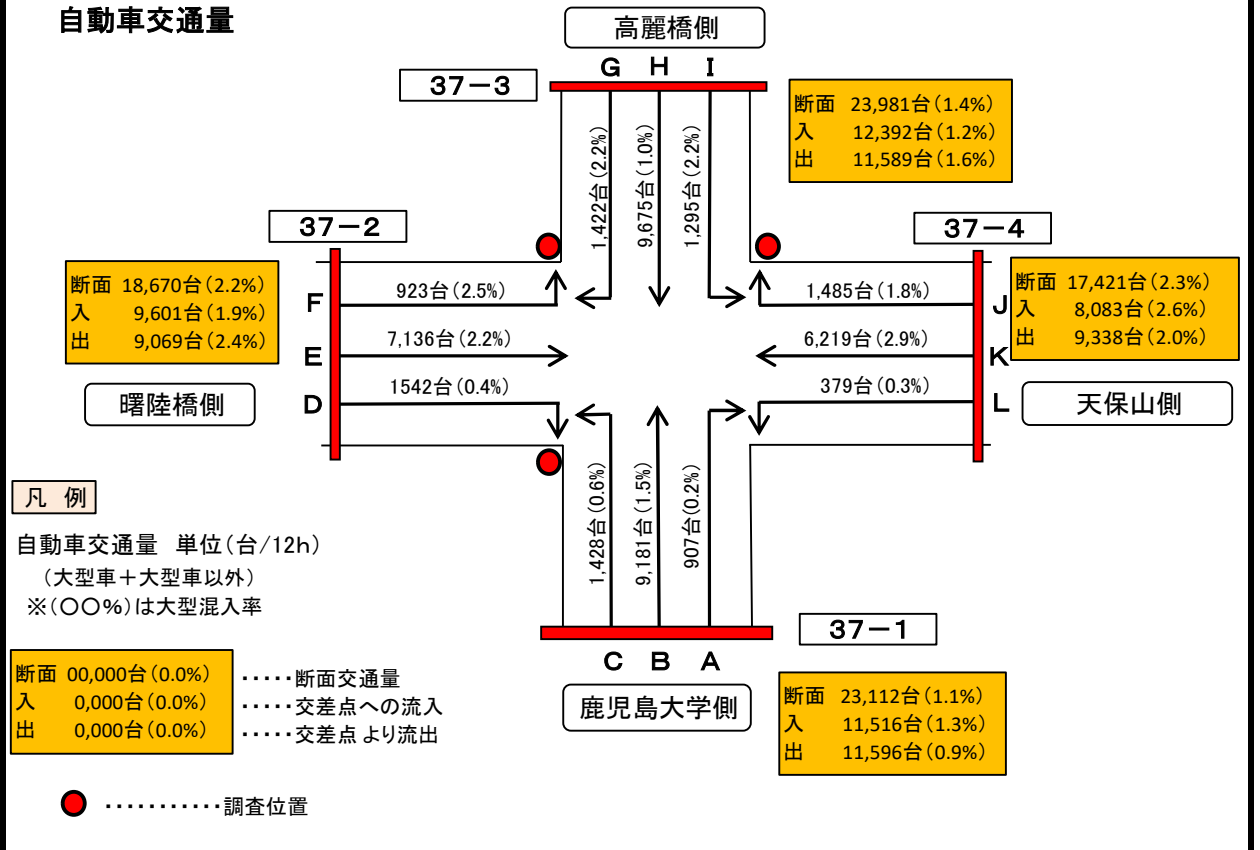 自動車交通量
高麗橋側
G H I
37－3
断面 23,981台(1.4%)
入 12,392台(1.2%)
出 11,589台(1.6%)
1,422台(2.2%)
9,675台(1.0%)
1,295台(2.2%)
37－2
37－4
断面 18,670台(2.2%)
入 9,601台(1.9%)
出 9,069台(2.4%)
F
923台(2.5%)
E
7,136台(2.2%)
D
1542台(0.4%)
曙陸橋側
1,485台(1.8%)
J
6,219台(2.9%)
K
379台(0.3%)
L
断面 17,421台(2.3%)
入 8,083台(2.6%)
出 9,338台(2.0%)
天保山側
1,428台(0.6%)
9,181台(1.5%)
907台(0.2%)
37－1
C B A
鹿児島大学側
断面 23,112台(1.1%)
入 11,516台(1.3%)
出 11,596台(0.9%)
凡 例
自動車交通量 単位(台/12h)
(大型車＋大型車以外)
※(○○%)は大型混入率
断面 00,000台(0.0%) ・・・・・断面交通量
入 0,000台(0.0%) ・・・・・交差点への流入
出 0,000台(0.0%) ・・・・・交差点より流出
・・・・・・・・・・・調査位置